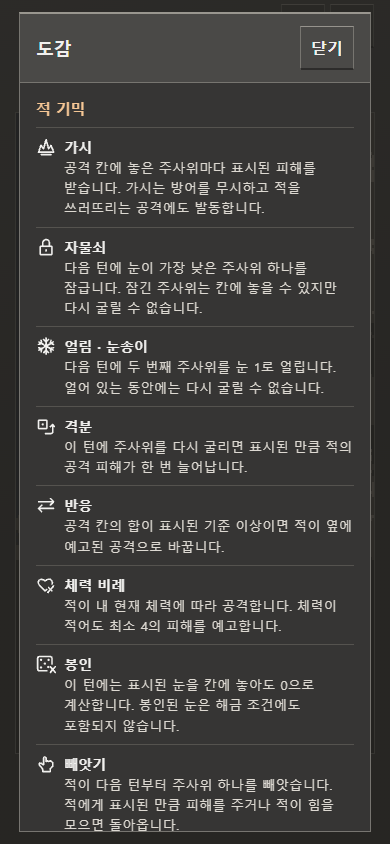 도감
닫기
적 기믹
가시
공격 칸에 놓은 주사위마다 표시된 피해를
받습니다. 가시는 방어를 무시하고 적을
쓰러뜨리는 공격에도 발동합니다.
자물쇠
다음 턴에 눈이 가장 낮은 주사위 하나를
잠급니다. 잠긴 주사위는 칸에 놓을 수 있지만
다시 굴릴 수 없습니다.
얼림 · 눈송이
다음 턴에 두 번째 주사위를 눈 1로 얼립니다.
얼어 있는 동안에는 다시 굴릴 수 없습니다.
격분
이 턴에 주사위를 다시 굴리면 표시된 만큼 적의
공격 피해가 한 번 늘어납니다.
반응
공격 칸의 합이 표시된 기준 이상이면 적이 옆에
예고된 공격으로 바꿉니다.
체력 비례
적이 내 현재 체력에 따라 공격합니다. 체력이
적어도 최소 4의 피해를 예고합니다.
봉인
이 턴에는 표시된 눈을 칸에 놓아도 0으로
계산합니다. 봉인된 눈은 해금 조건에도
포함되지 않습니다.
빼앗기
적이 다음 턴부터 주사위 하나를 빼앗습니다.
적에게 표시된 만큼 피해를 주거나 적이 힘을
모으면 돌아옵니다.